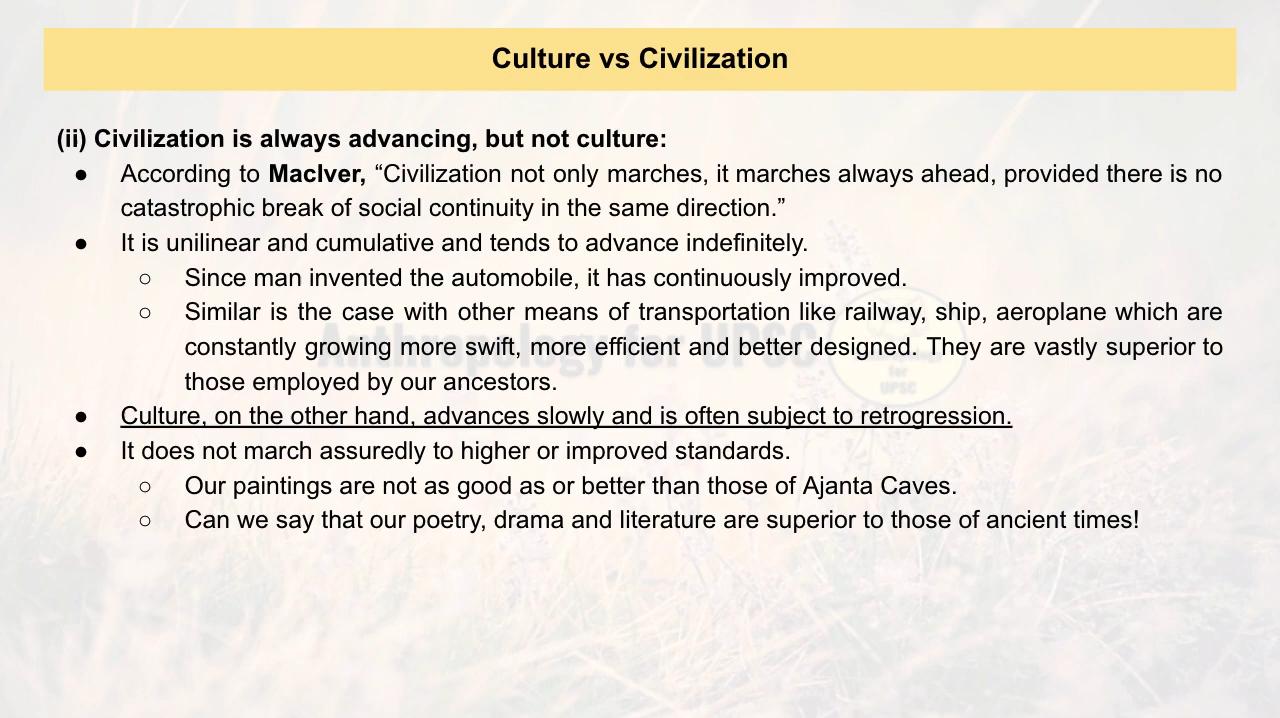 Culture vs Civilization
(ii) Civilization is always advancing, but not culture:
● According to MacIver, “Civilization not only marches, it marches always ahead, provided there is no
catastrophic break of social continuity in the same direction.”
● It is unilinear and cumulative and tends to advance indefinitely.
○ Since man invented the automobile, it has continuously improved.
○ Similar is the case with other means of transportation like railway, ship, aeroplane which are
constantly growing more swift, more efficient and better designed. They are vastly superior to
those employed by our ancestors.
● Culture, on the other hand, advances slowly and is often subject to retrogression.
● It does not march assuredly to higher or improved standards.
○ Our paintings are not as good as or better than those of Ajanta Caves.
○ Can we say that our poetry, drama and literature are superior to those of ancient times!
Anthropology for UPSC
for
UPSC